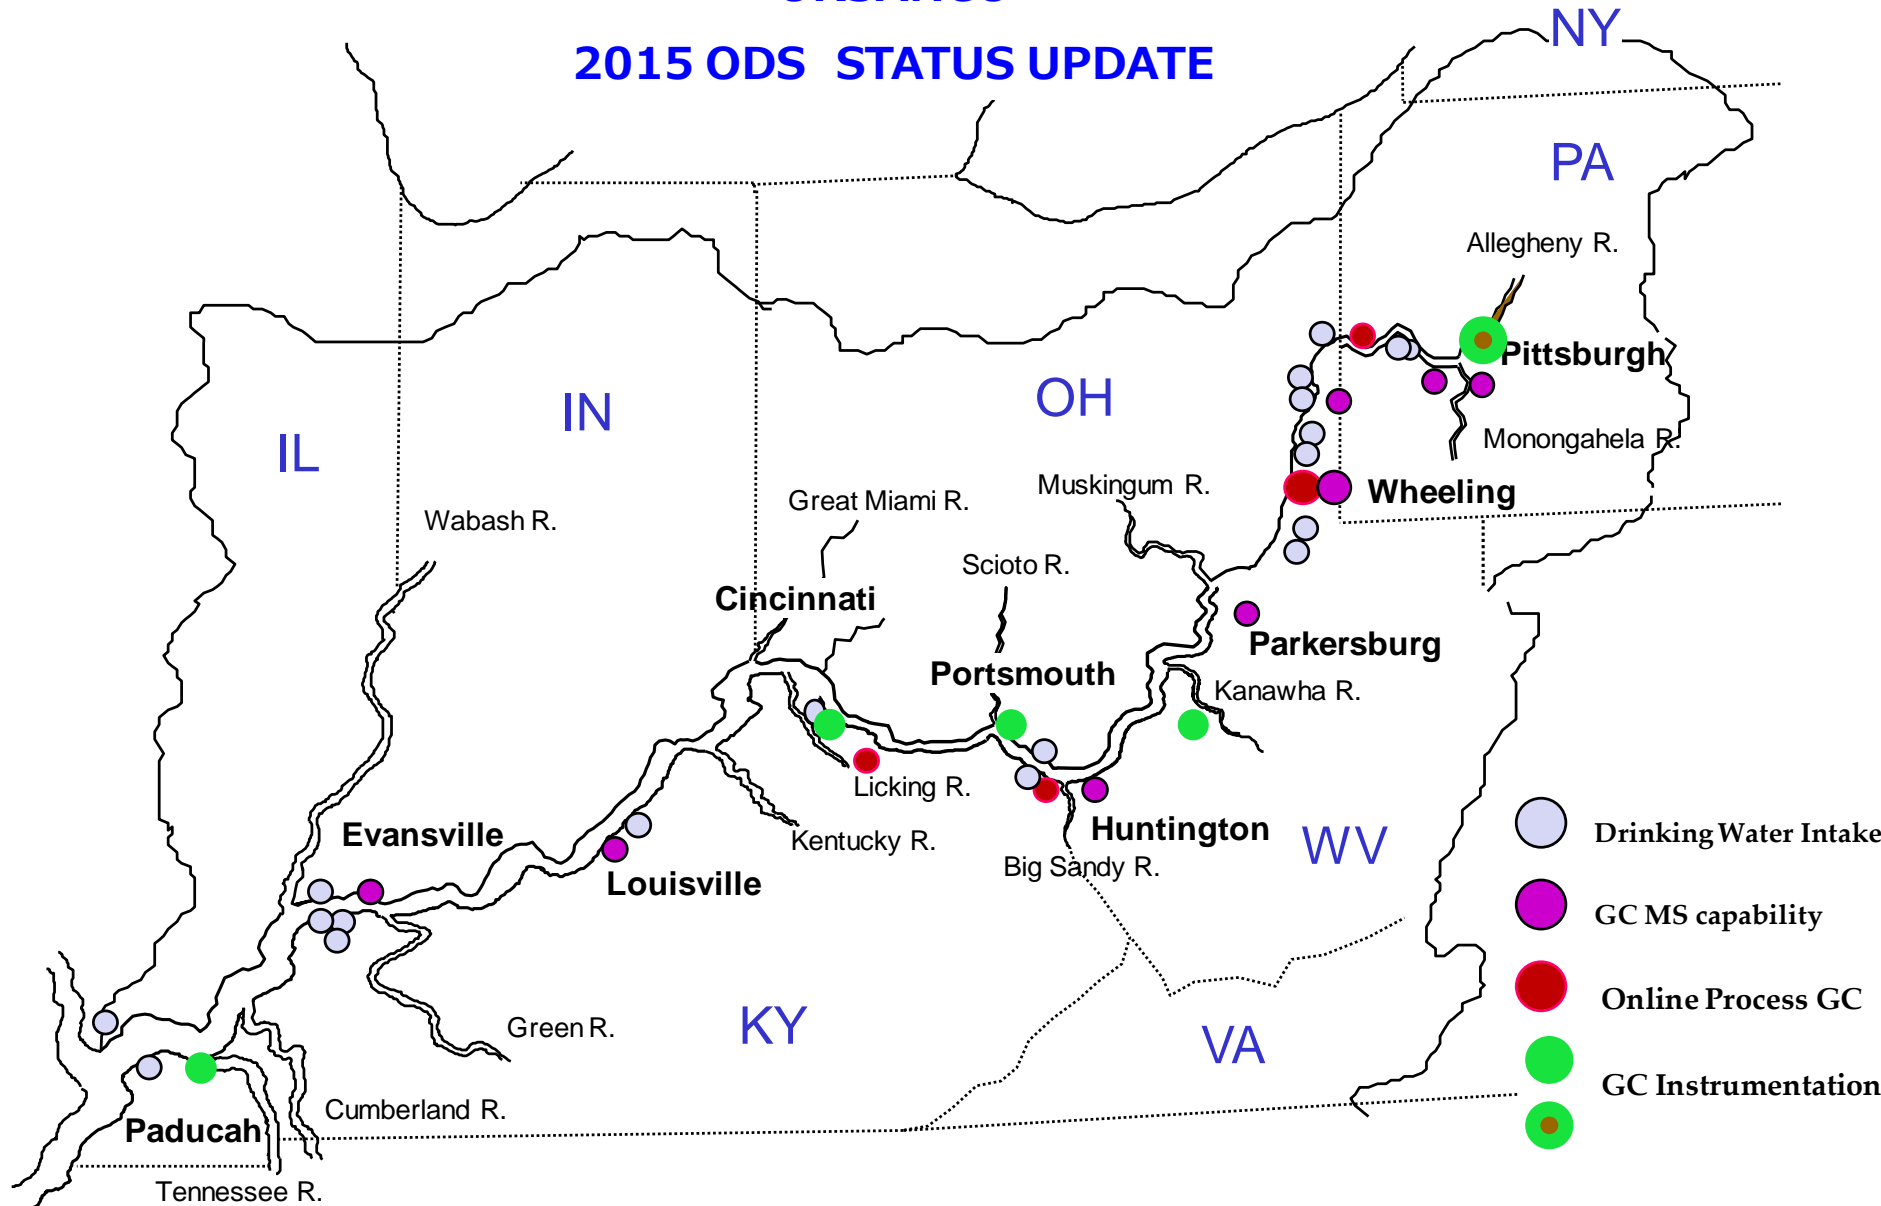 2015 ODS STATUS UPDATE
NY
PA
Allegheny R.
Pittsburgh
OH
IN
IL
Monongahela R.
Muskingum R.
Wheeling
Great Miami R.
Wabash R.
Scioto R.
Cincinnati
Parkersburg
Portsmouth
Kanawha R.
Licking R.
Kentucky R.
Evansville
Huntington
WV
Big Sandy R.
Louisville
Drinking Water Intake
GC MS capability
Online Process GC
GC Instrumentation
Green R.
KY
VA
Cumberland R.
Paducah
Tennessee R.